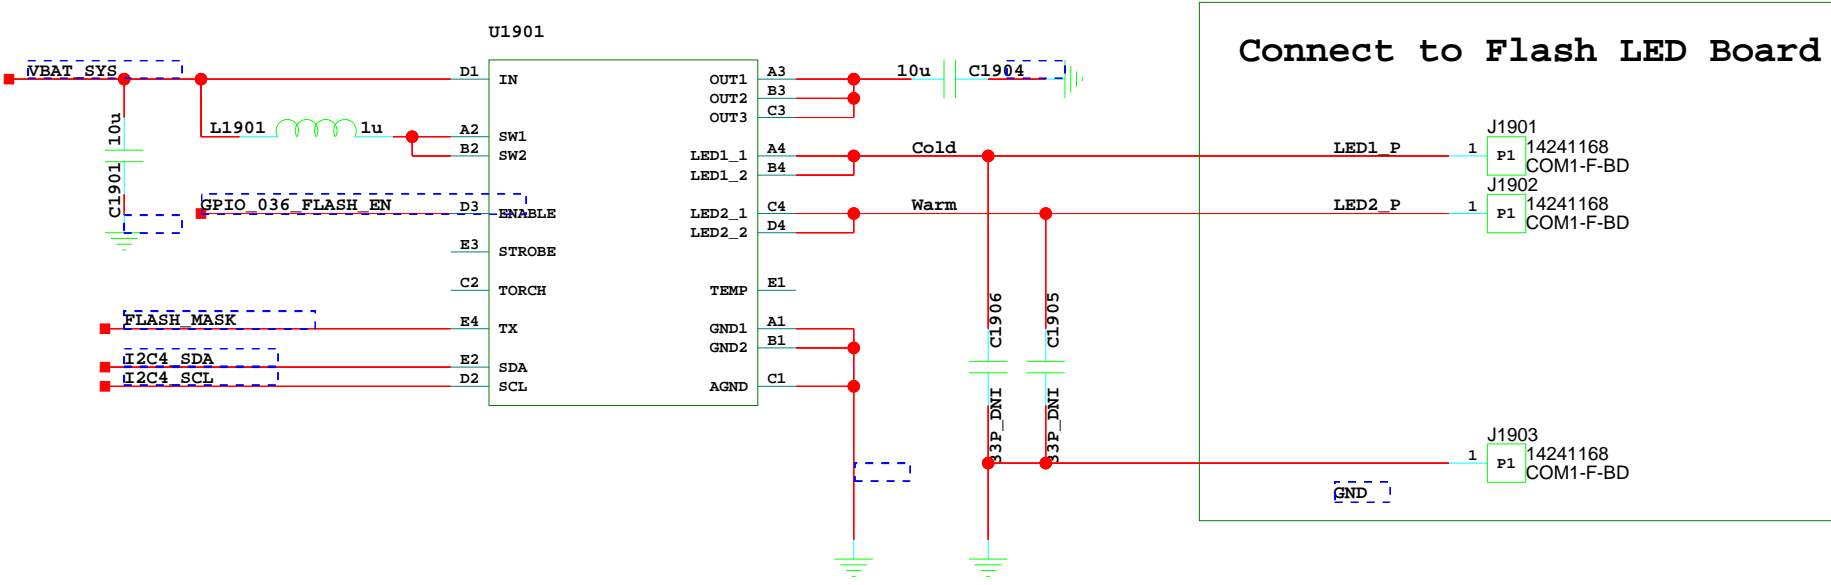 U1901
Connect to Flash LED Board
VBAT_SYS
D1
IN
OUT1
A3
10u
C1904
OUT2
B3
OUT3
C3
C1901
10u
L1901
1u
A2
SW1
B2
SW2
LED1_1
A4
Cold
LED1_P
1
P1
J1901
14241168
COM1-F-BD
LED1_2
B4
GPIO_036_FLASH_EN
D3
ENABLE
LED2_1
C4
Warm
LED2_P
1
P1
J1902
14241168
COM1-F-BD
LED2_2
D4
E3
STROBE
C2
TORCH
TEMP
E1
FLASH_MASK
E4
TX
GND1
A1
GND2
B1
C1906
C1905
I2C4_SDA
E2
SDA
I2C4_SCL
D2
SCL
AGND
C1
33P_DNI
33P_DNI
1
P1
J1903
14241168
COM1-F-BD
GND